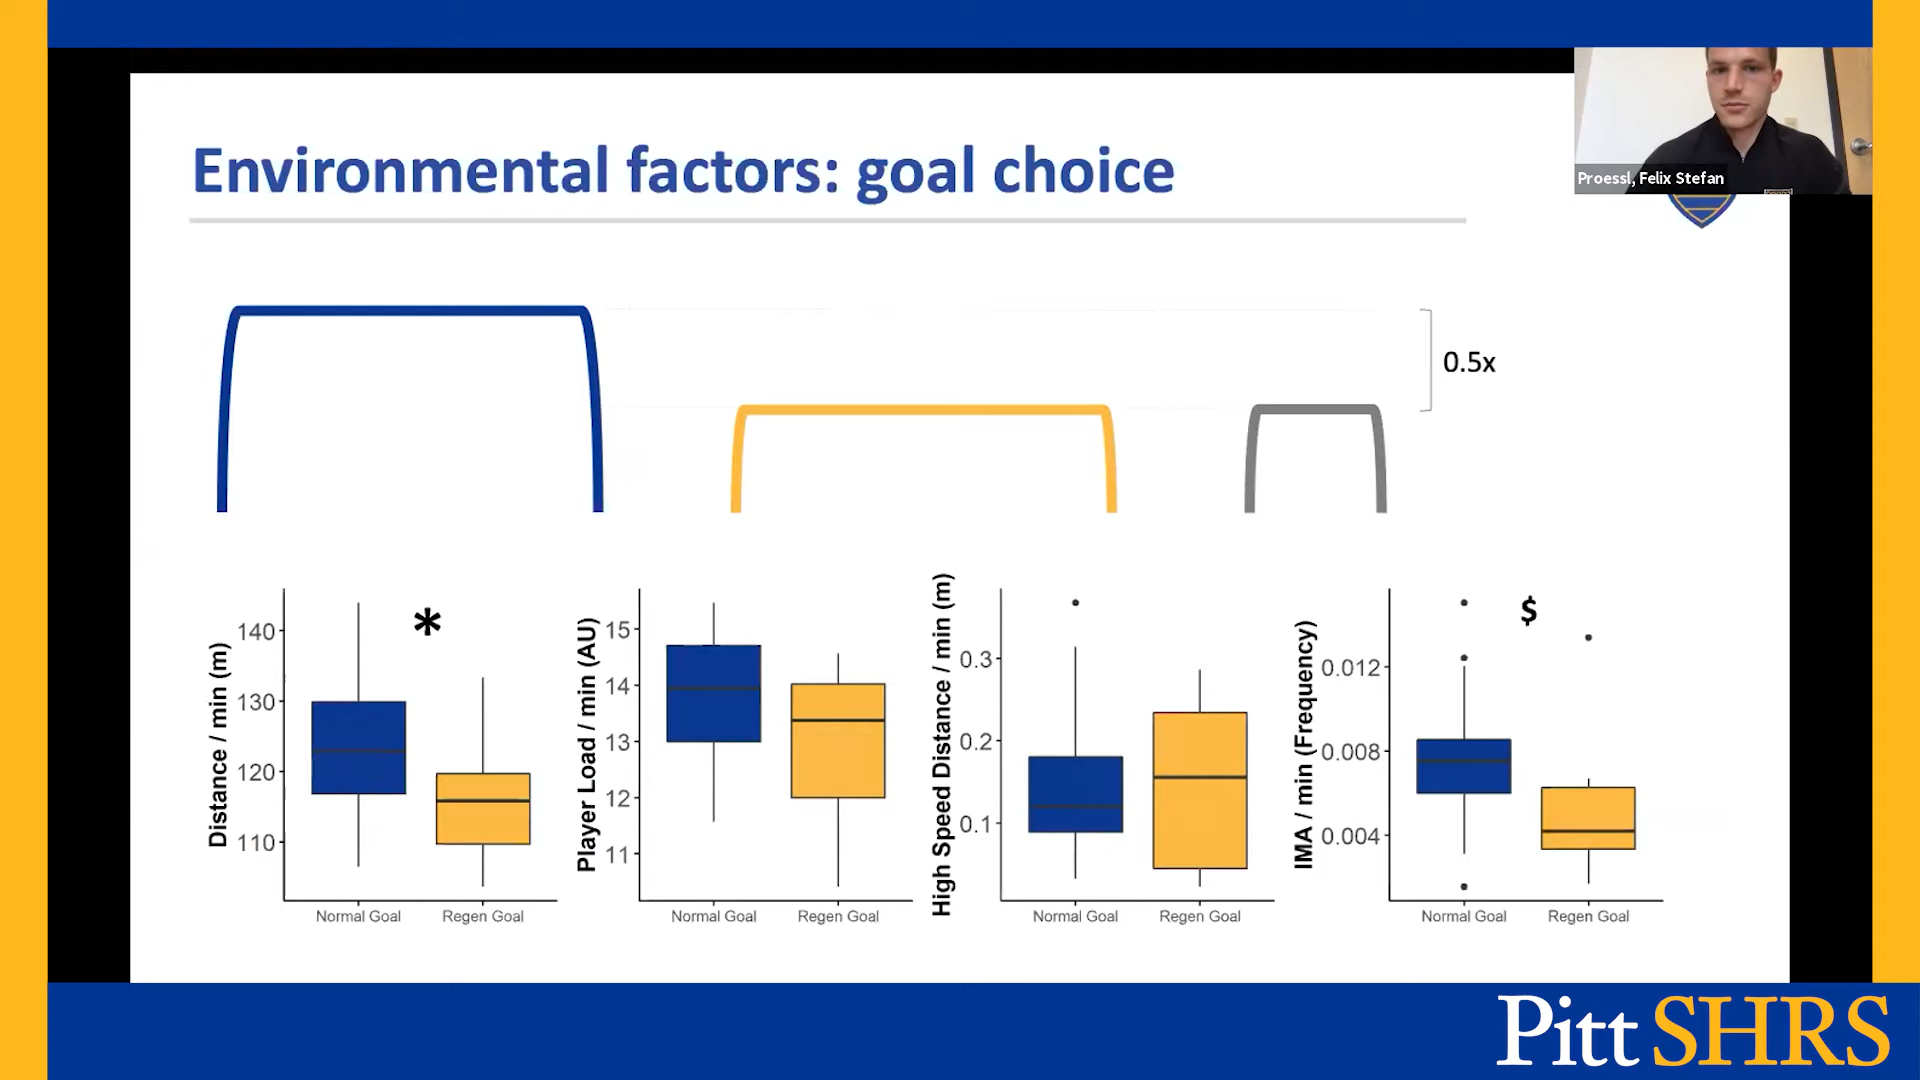 Environmental factors: goal choice
Proessl, Felix Stefan
0.5x
Distance / min (m)
140
130
120
110
*
Normal Goal
Regen Goal
Player Load / min (AU)
15
14
13
12
11
Normal Goal
Regen Goal
High Speed Distance / min (m)
0.3
0.2
0.1
Normal Goal
Regen Goal
IMA / min (Frequency)
0.012
0.008
0.004
$
Normal Goal
Regen Goal
Pitt SHRS